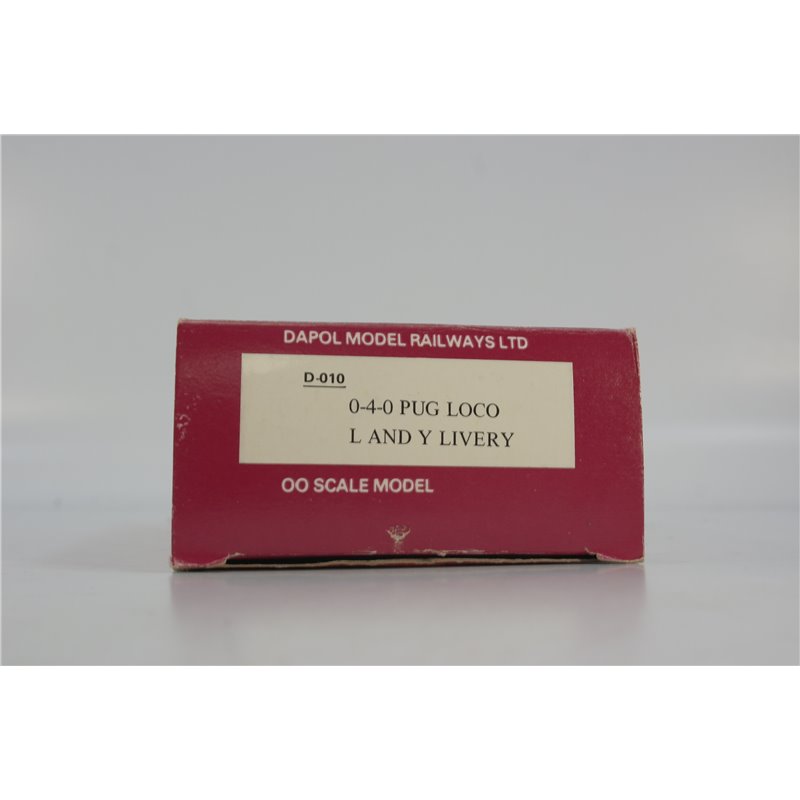 DAPOL MODEL RAILWAYS LTD
D-010
0-4-0 PUG LOCO
L AND Y LIVERY
OO SCALE MODEL